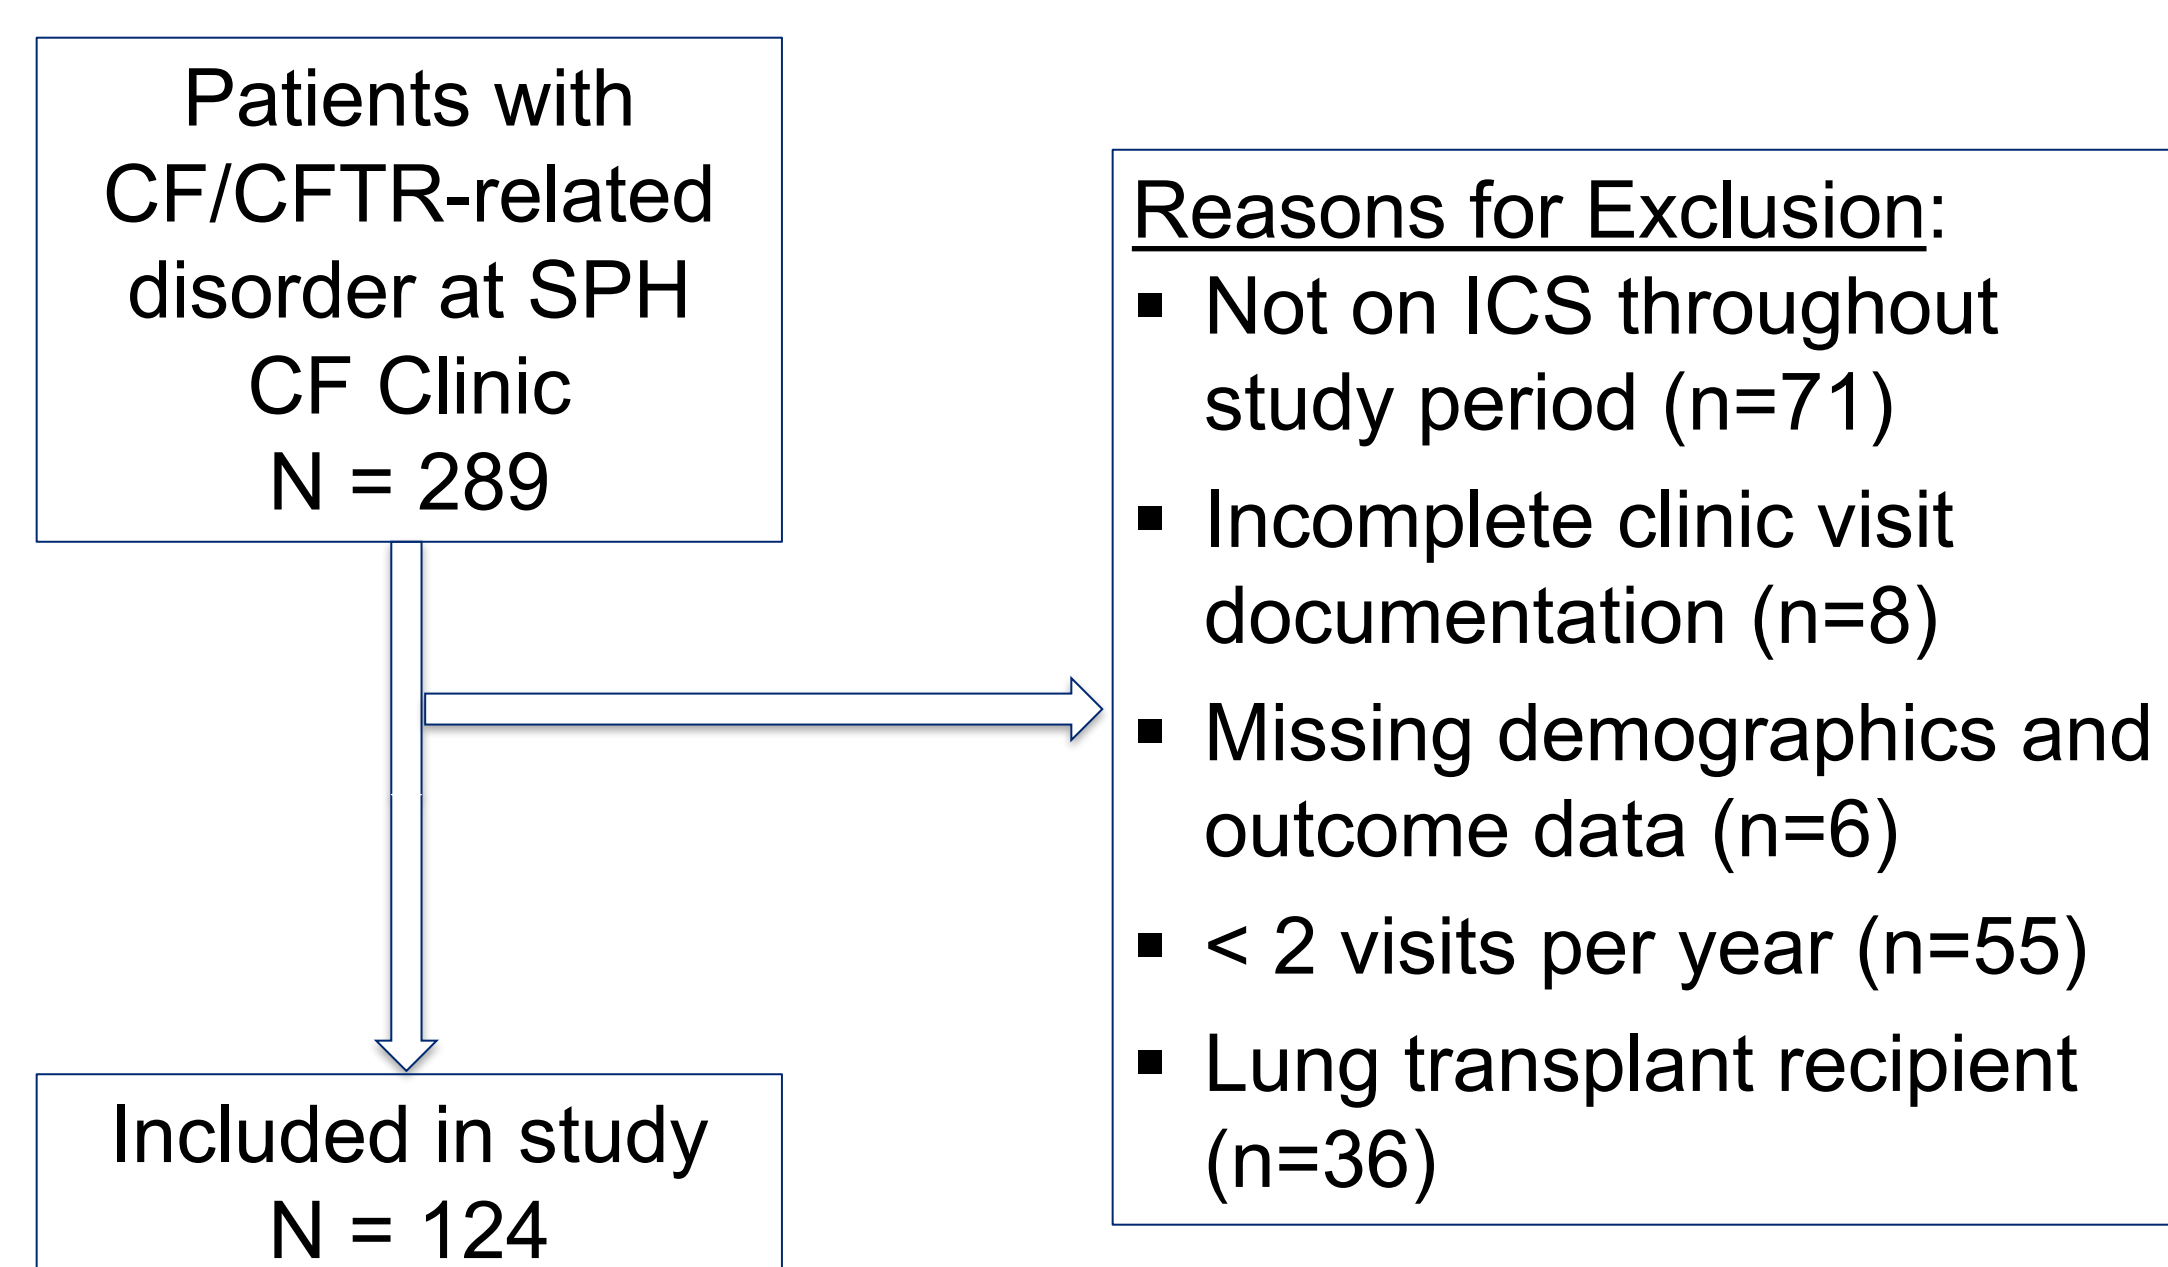 Patients with
CF/CFTR-related
disorder at SPH
CF Clinic
N = 289
Reasons for Exclusion:
▪ Not on ICS throughout
study period (n=71)
▪ Incomplete clinic visit
documentation (n=8)
▪ Missing demographics and
outcome data (n=6)
▪ < 2 visits per year (n=55)
▪ Lung transplant recipient
(n=36)
Included in study
N = 124